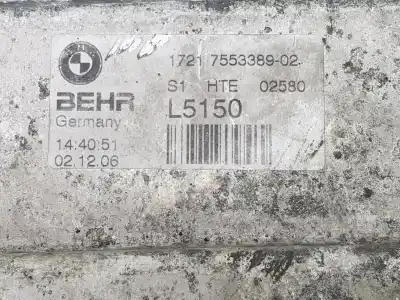 1721 7553389-02
S1 HTE 02580
BEHR
Germany
L5150
14:40:51
02.12.06